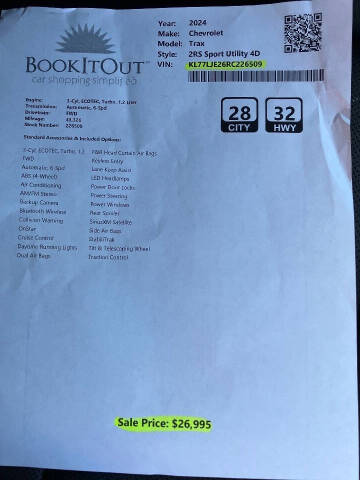 BOOKITOUT
car shopping simplified
Year: 2024
Make: Chevrolet
Model: Trax
Style: 2RS Sport Utility 4D
VIN: KL77LJE26RC226509
Engine: 3-Cyl, ECOTEC, Turbo, 1.2 Liter
Transmission: Automatic, 6-Spd
Drivetrain: FWD
Mileage:
Stock Number: 226509
28 CITY
32 HWY
Standard Accessories & Included Options:
3-Cyl, ECOTEC, Turbo, 1.2
FWD
Automatic, 6-Spd
ABS (4-Wheel)
Air Conditioning
AM/FM Stereo
Backup Camera
Bluetooth Wireless
Collision Warning
OnStar
Cruise Control
Daytime Running Lights
Dual Air Bags
F&R Head Curtain Air Bags
Keyless Entry
Lane Keep Assist
LED Headlamps
Power Door Locks
Power Steering
Power Windows
Rear Spoiler
SiriusXM Satellite
Side Air Bags
StabiliTrak
Tilt & Telescoping Wheel
Traction Control
Sale Price: $26,995